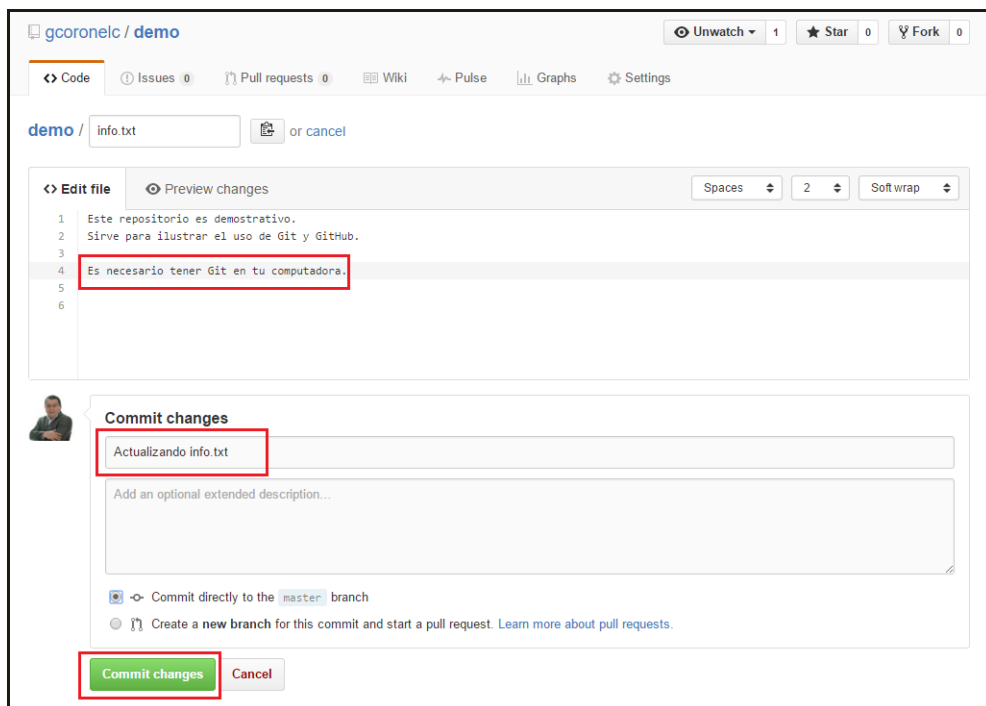 gcoronelc / demo
Unwatch 1 Star 0 Fork 0
Code Issues 0 Pull requests 0 Wiki Pulse Graphs Settings
demo / info.txt or cancel
Edit file Preview changes Spaces 2 Soft wrap
1 Este repositorio es demostrativo.
2 Sirve para ilustrar el uso de Git y GitHub.
3
4 Es necesario tener Git en tu computadora.
5
6
Commit changes
Actualizando info.txt
Add an optional extended description...
Commit directly to the master branch
Create a new branch for this commit and start a pull request. Learn more about pull requests.
Commit changes Cancel